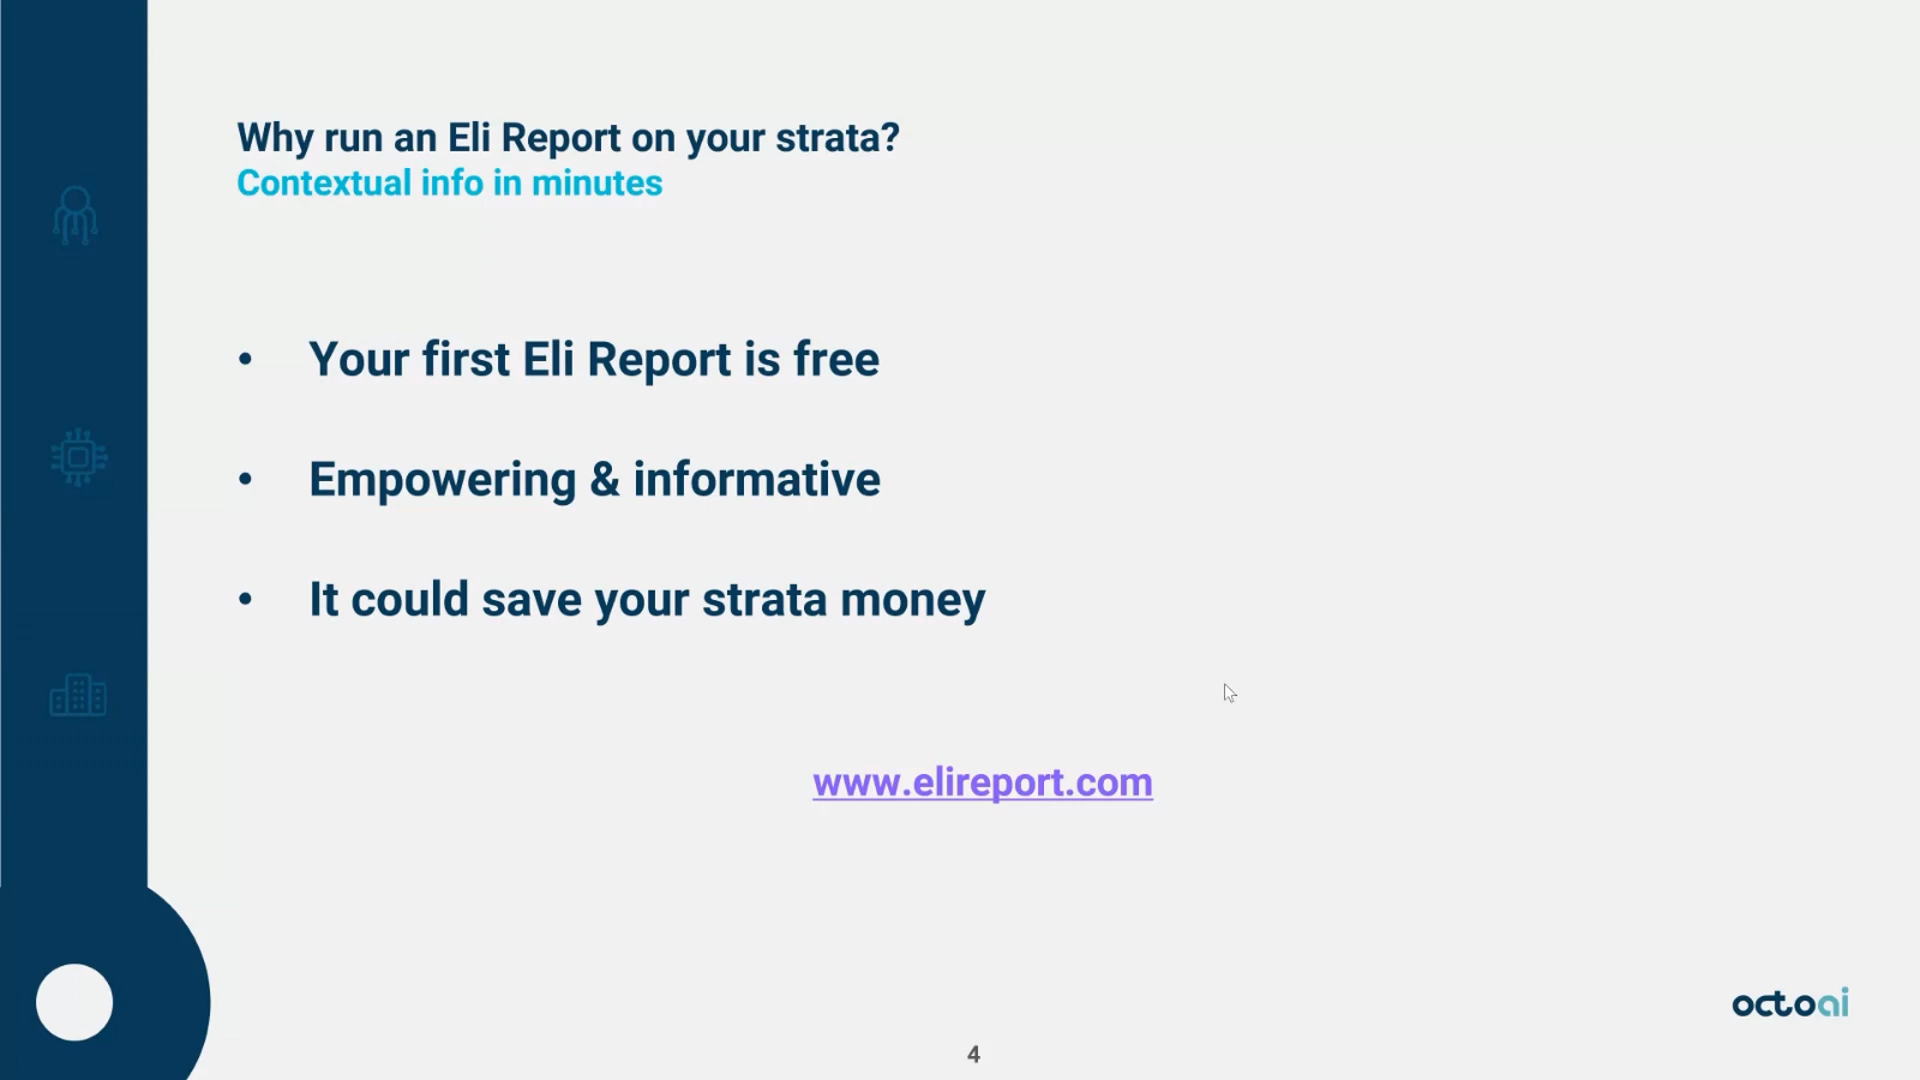 Why run an Eli Report on your strata?
Contextual info in minutes
• Your first Eli Report is free
• Empowering & informative
• It could save your strata money
www.elireport.com
octoai
4